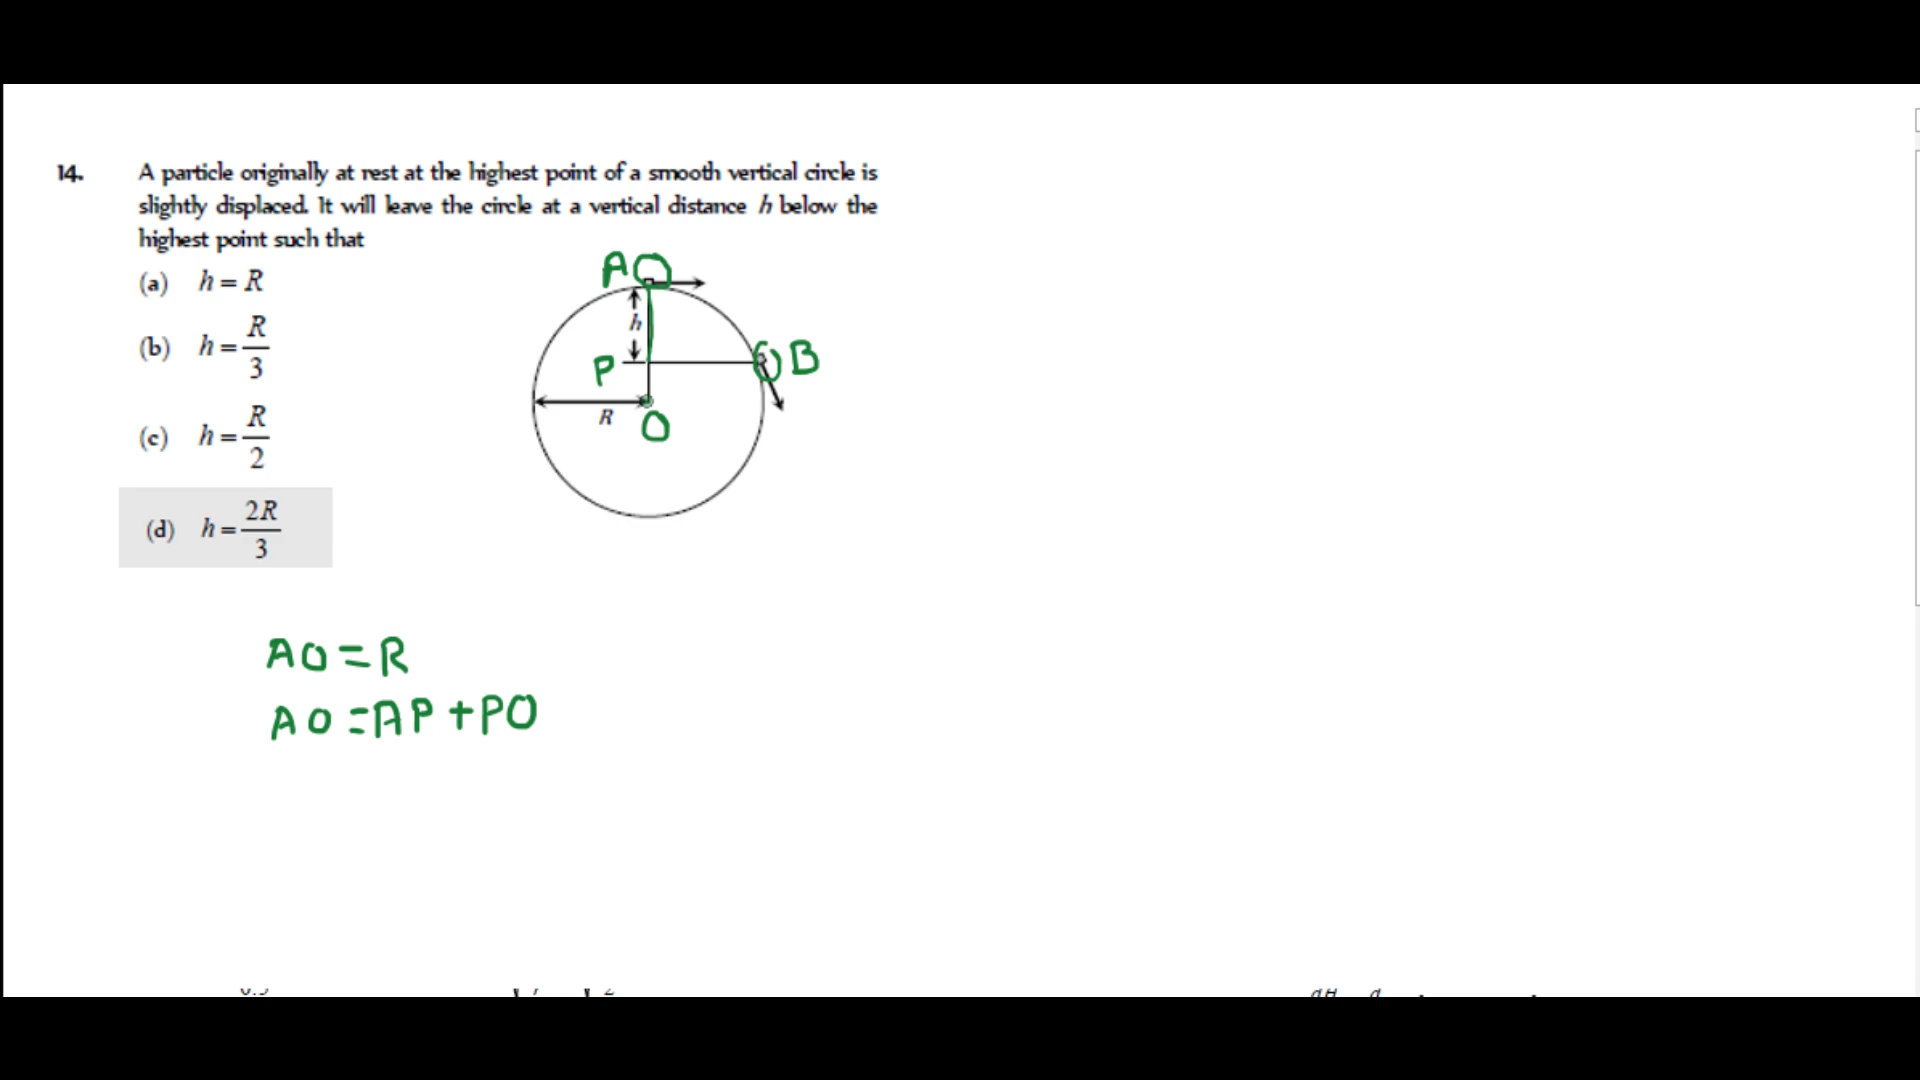 14. A particle originally at rest at the highest point of a smooth vertical circle is
slightly displaced. It will leave the circle at a vertical distance h below the
highest point such that
(a) h = R
(b) h = R/3
(c) h = R/2
(d) h = 2R/3
A
h
P
B
R
O
AO = R
AO = AP + PO